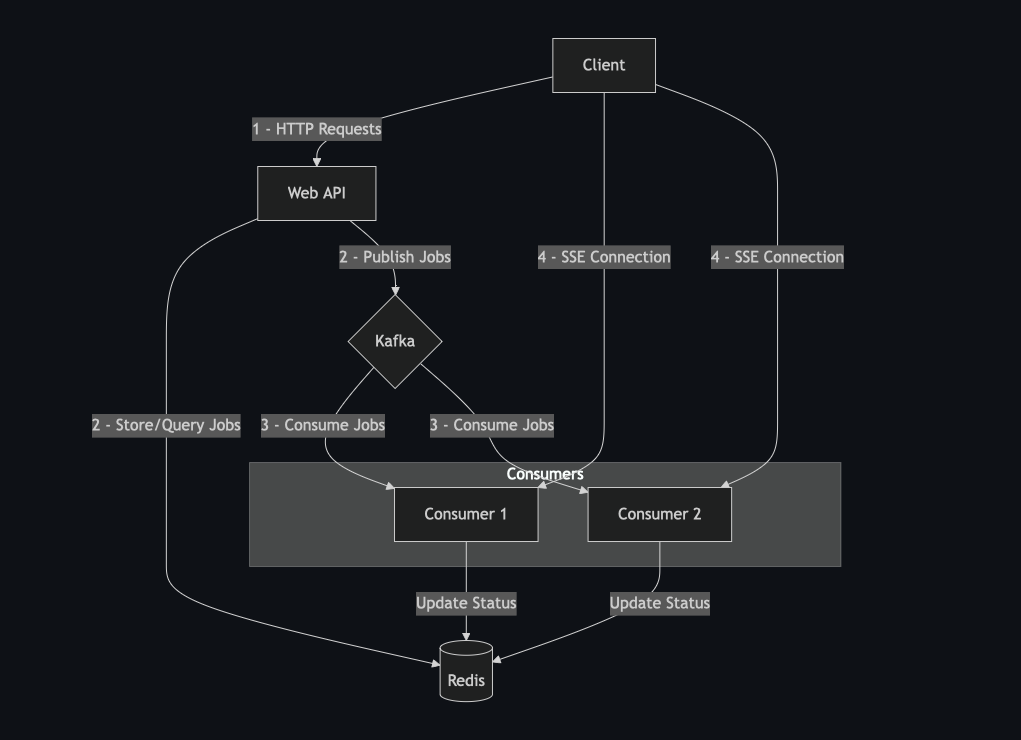 Client
1 - HTTP Requests
Web API
2 - Publish Jobs
4 - SSE Connection
4 - SSE Connection
Kafka
2 - Store/Query Jobs
3 - Consume Jobs
3 - Consume Jobs
Consumers
Consumer 1
Consumer 2
Update Status
Update Status
Redis